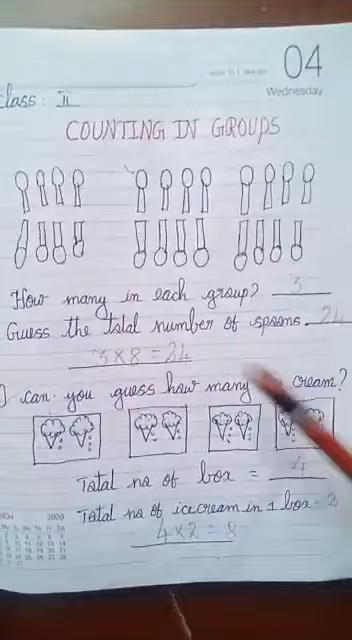 04
Wednesday
Class: II
COUNTING IN GROUPS
How many in each group? 3
Guess the total number of spoons. 24
3 X 8 = 24
can you guess how many cream?
Total no of box = 4
Total no of icecream in 1 box = 2
4 X 2 = 8
2020